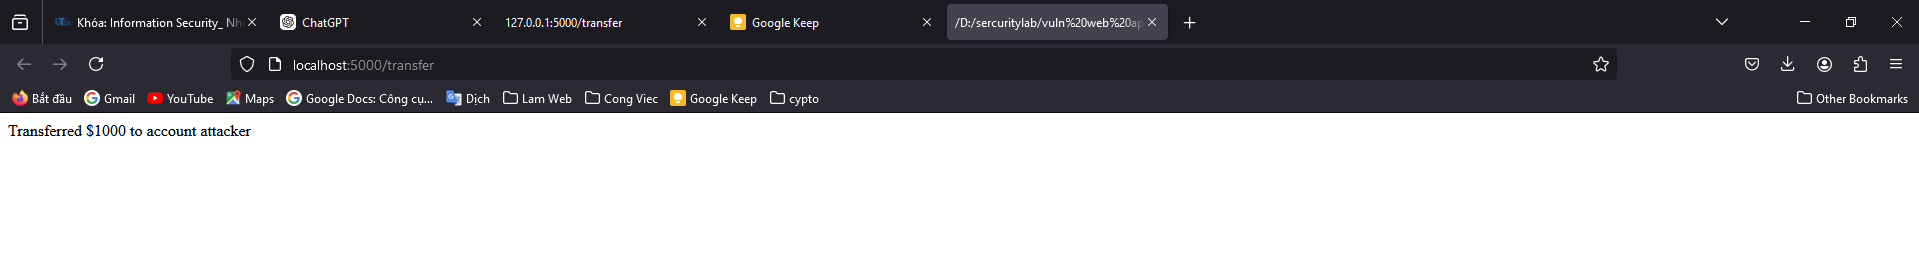 Khóa: Information Security_ Nh
ChatGPT
127.0.0.1:5000/transfer
Google Keep
/D:/sercuritylab/vuln%20web%20ap
localhost:5000/transfer
Bắt đầu
Gmail
YouTube
Maps
Google Docs: Công cụ...
Dịch
Lam Web
Cong Viec
Google Keep
cypto
Other Bookmarks
Transferred $1000 to account attacker